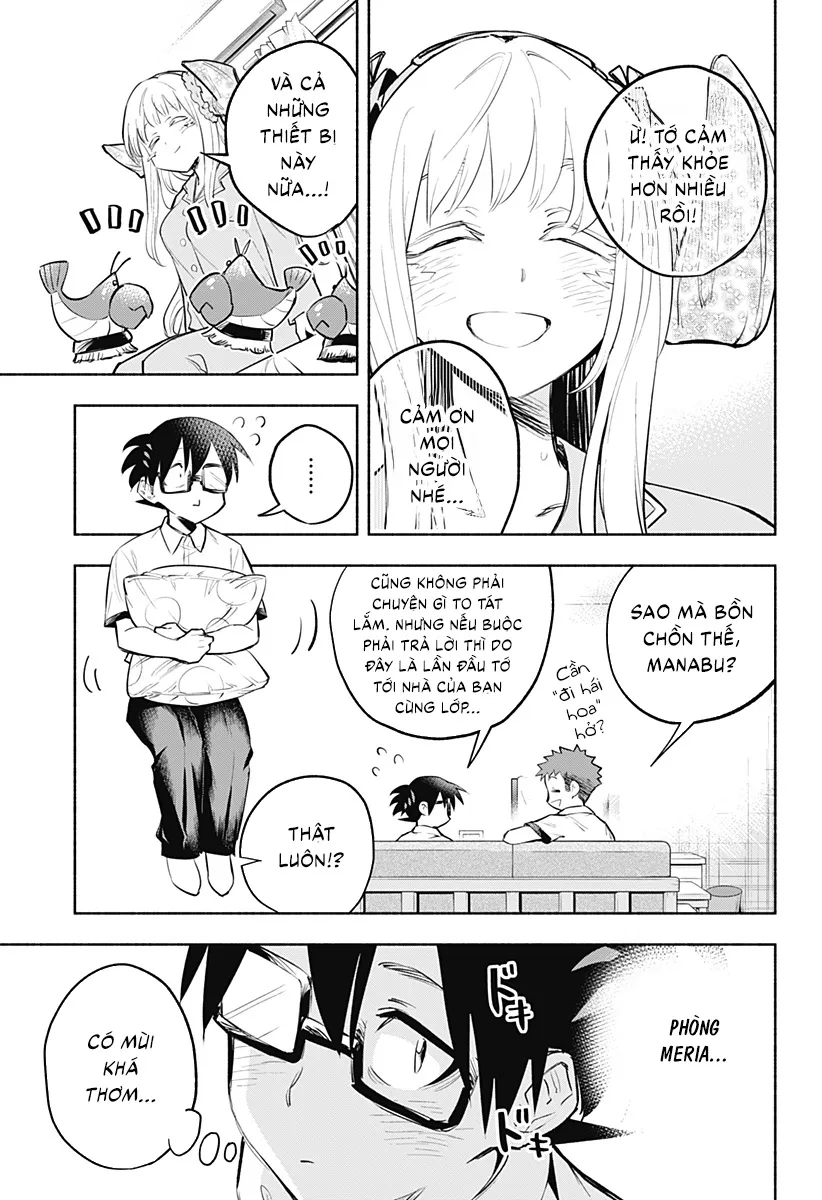 Ừ! TỚ CẢM
THẤY KHỎE
HƠN NHIỀU
RỒI!
CẢM ƠN
MỌI
NGƯỜI
NHÉ...
VÀ CẢ
NHỮNG
THIẾT BỊ
NÀY
NỮA...!
......
SAO MÀ BỒN
CHỒN THẾ,
MANABU?
Cần
"đi hái
hoa"
hở?
CŨNG KHÔNG PHẢI
CHUYỆN GÌ TO TÁT
LẮM. NHƯNG NẾU BUỘC
PHẢI TRẢ LỜI THÌ DO
ĐÂY LÀ LẦN ĐẦU TỚ
TỚI NHÀ CỦA BẠN
CÙNG LỚP...
THẬT
LUÔN!?
PHÒNG
MERIA...
ドキ
ドキ
CÓ MÙI
KHÁ
THƠM...